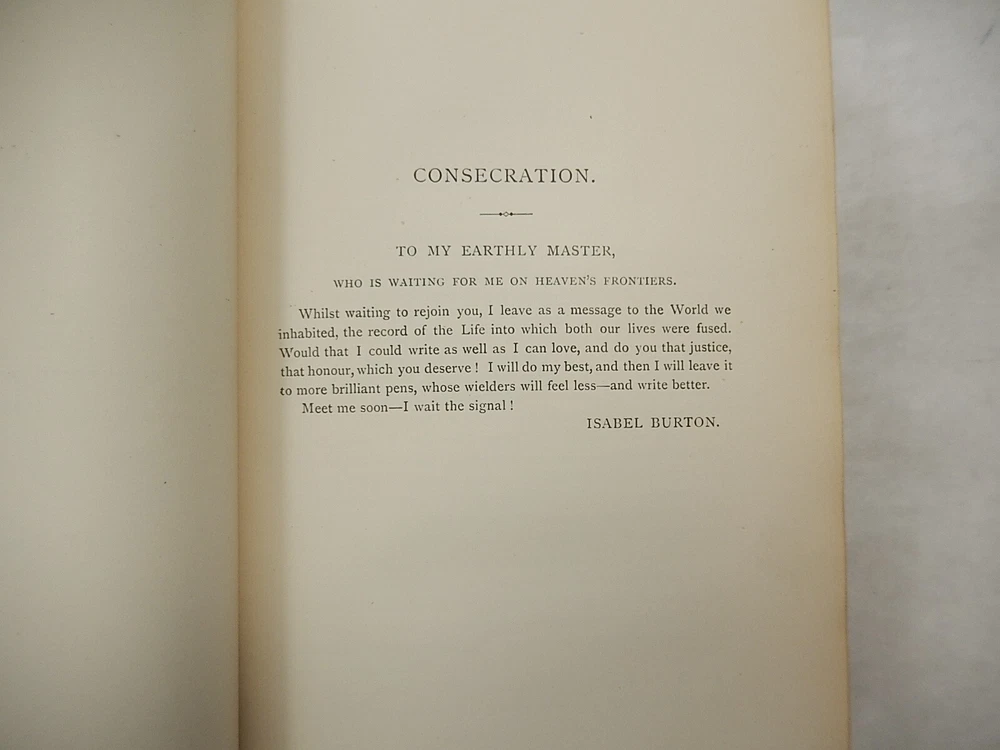 CONSECRATION.
TO MY EARTHLY MASTER,
WHO IS WAITING FOR ME ON HEAVEN'S FRONTIERS.
Whilst waiting to rejoin you, I leave as a message to the World we
inhabited, the record of the Life into which both our lives were fused.
Would that I could write as well as I can love, and do you that justice,
that honour, which you deserve! I will do my best, and then I will leave it
to more brilliant pens, whose wielders will feel less—and write better.
Meet me soon—I wait the signal!
ISABEL BURTON.